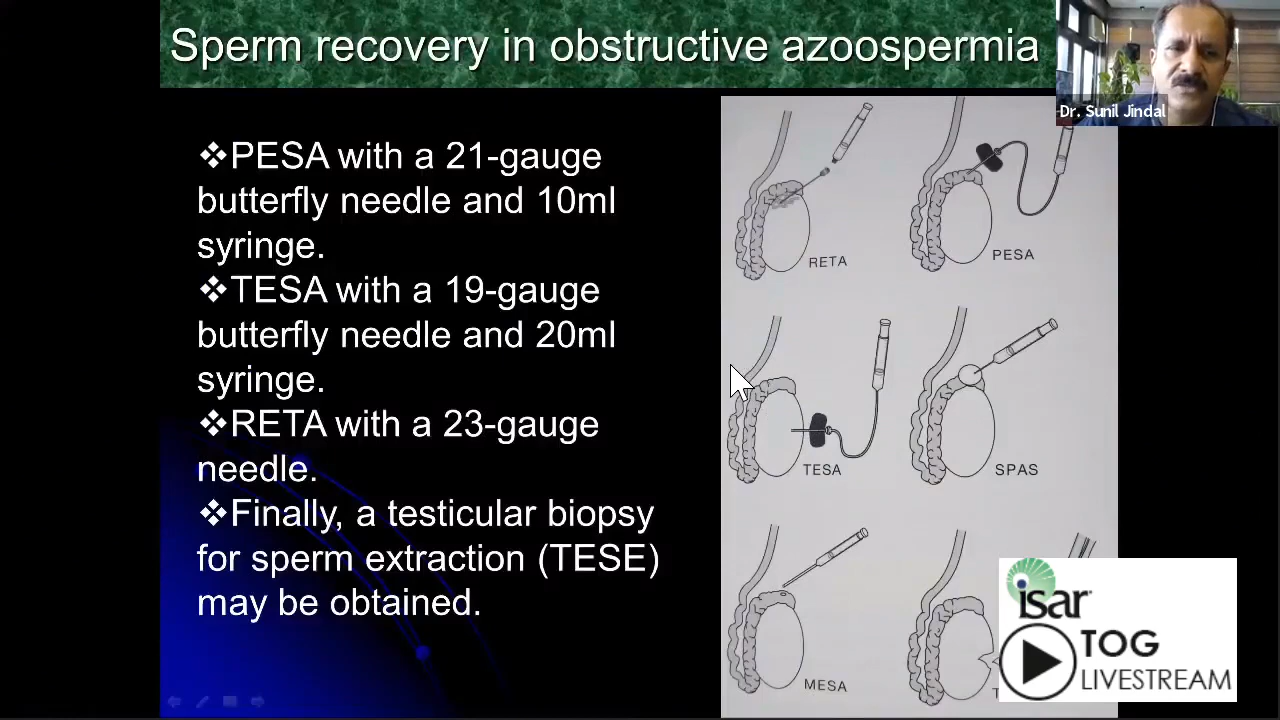 Sperm recovery in obstructive azoospermia
Dr. Sunil Jindal
❖PESA with a 21-gauge
butterfly needle and 10ml
syringe.
❖TESA with a 19-gauge
butterfly needle and 20ml
syringe.
❖RETA with a 23-gauge
needle.
❖Finally, a testicular biopsy
for sperm extraction (TESE)
may be obtained.
RETA
PESA
TESA
SPAS
MESA
isar
TOG
LIVESTREAM